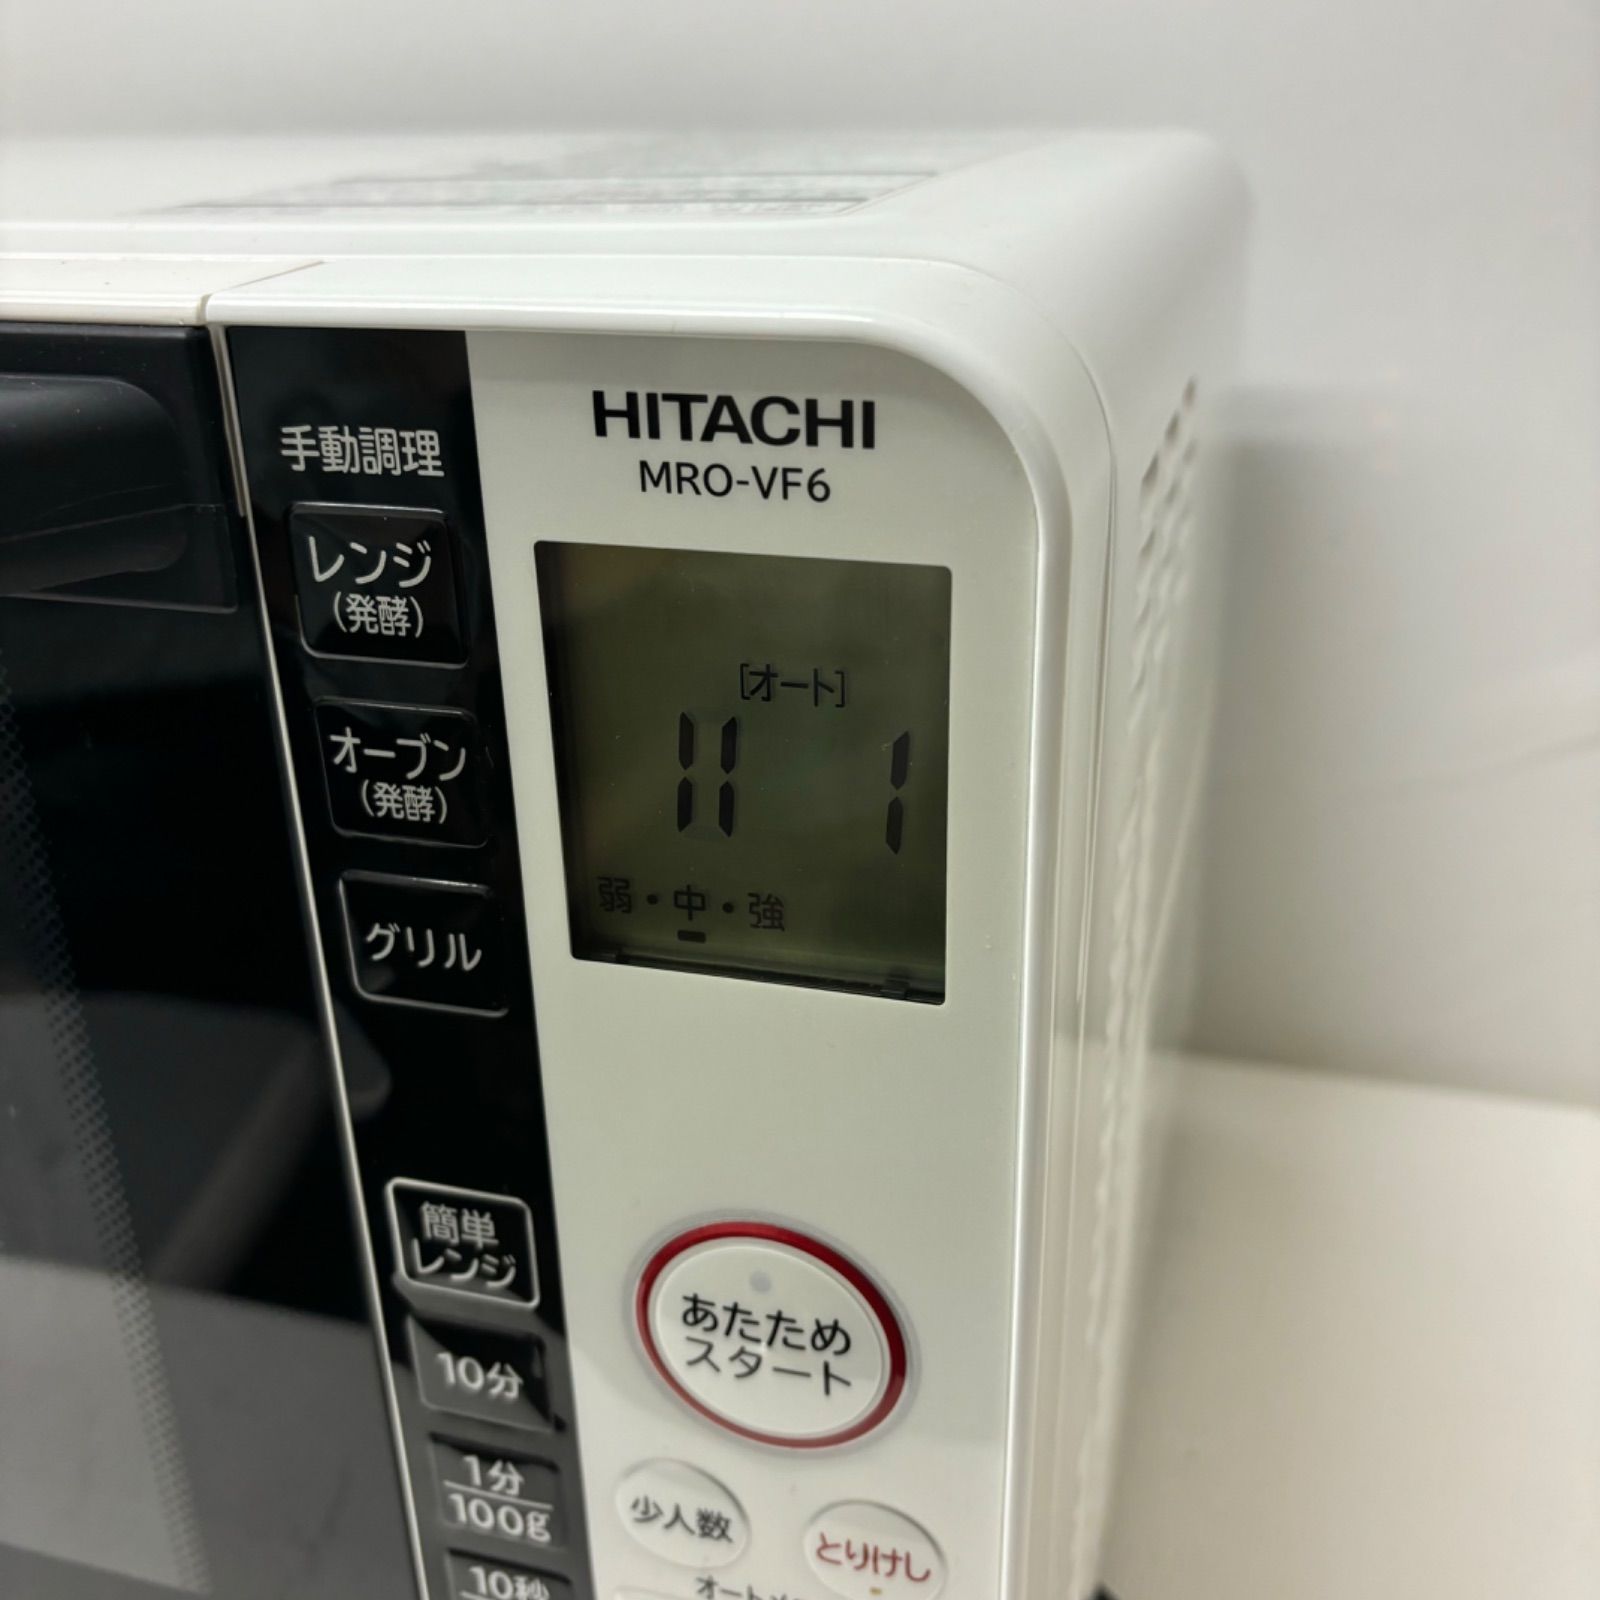 手動調理
レンジ
(発酵)
オーブン
(発酵)
グリル
簡単
レンジ
10分
1分
100g
10秒
HITACHI
MRO-VF6
[オート]
1
弱・中・強
あたため
スタート
少人数
とりけし